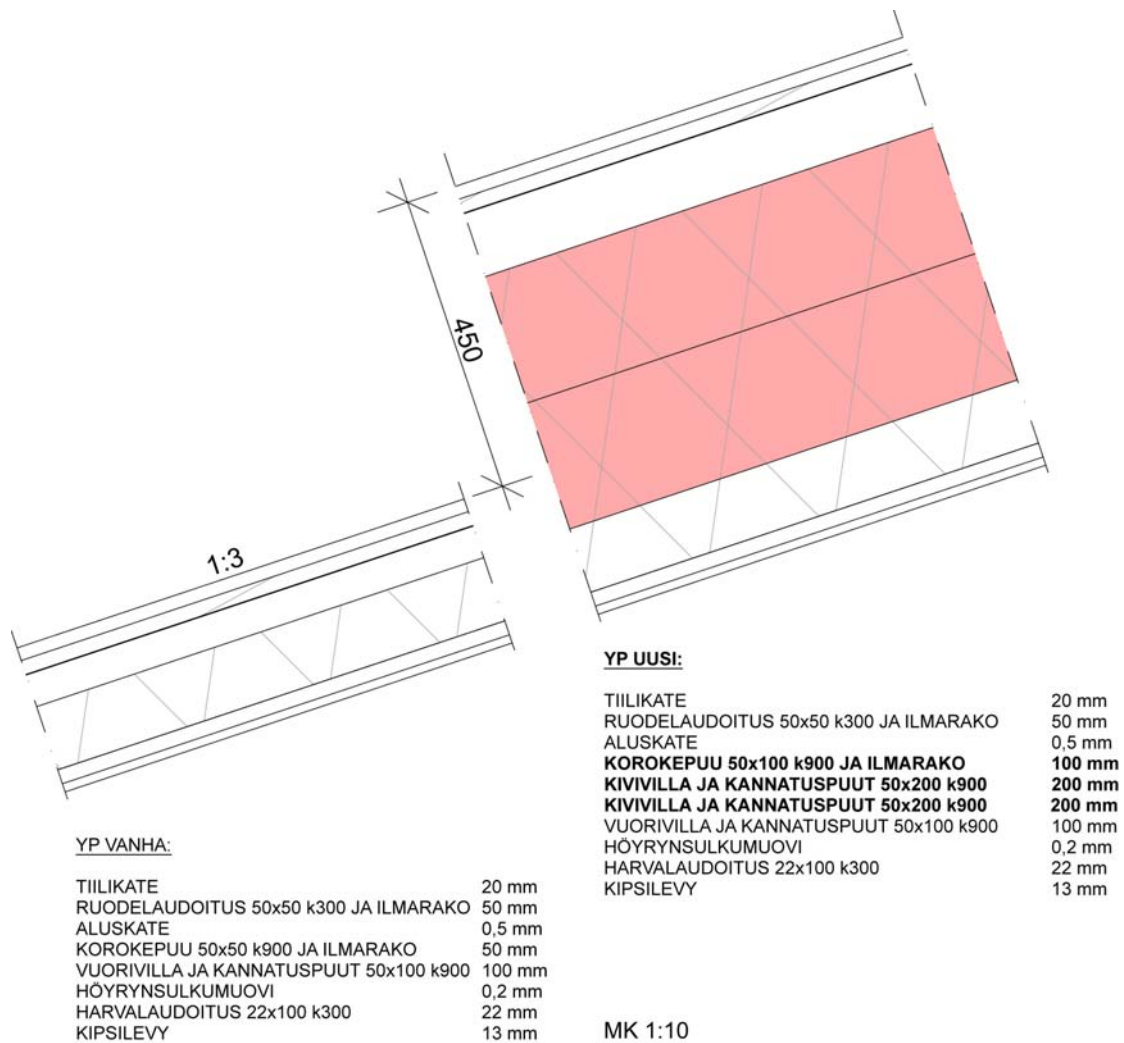 450
1:3
YP UUSI:
TIILIKATE 20 mm
RUODELAUDOITUS 50x50 k300 JA ILMARAKO 50 mm
ALUSKATE 0,5 mm
KOROKEPUU 50x100 k900 JA ILMARAKO 100 mm
KIVIVILLA JA KANNATUSPUUT 50x200 k900 200 mm
KIVIVILLA JA KANNATUSPUUT 50x200 k900 200 mm
VUORIVILLA JA KANNATUSPUUT 50x100 k900 100 mm
HÖYRYNSULKUMUOVI 0,2 mm
HARVALAUDOITUS 22x100 k300 22 mm
KIPSILEVY 13 mm
YP VANHA:
TIILIKATE 20 mm
RUODELAUDOITUS 50x50 k300 JA ILMARAKO 50 mm
ALUSKATE 0,5 mm
KOROKEPUU 50x50 k900 JA ILMARAKO 50 mm
VUORIVILLA JA KANNATUSPUUT 50x100 k900 100 mm
HÖYRYNSULKUMUOVI 0,2 mm
HARVALAUDOITUS 22x100 k300 22 mm
KIPSILEVY 13 mm
MK 1:10